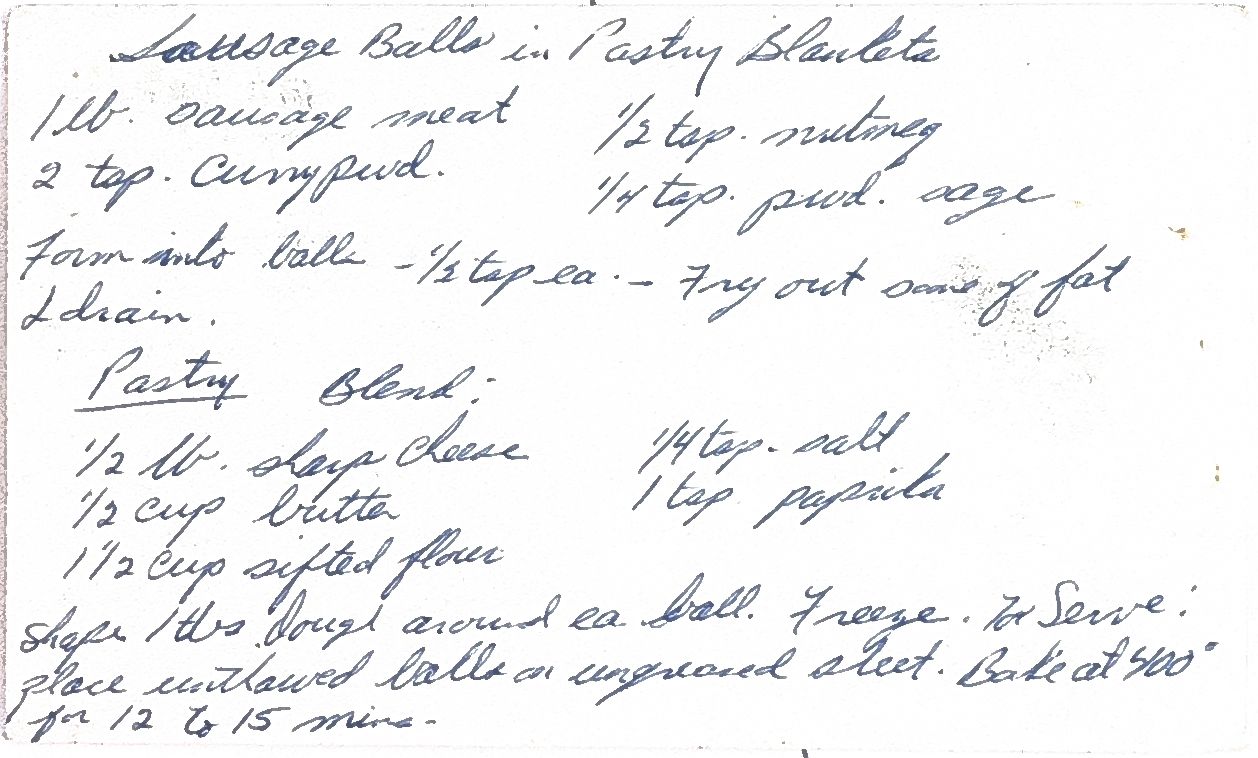 Sausage Balls in Pastry Blankets
1 lb. sausage meat 1/2 tsp. nutmeg
2 tsp. Curry pwd. 1/4 tsp. pwd. sage
Form into balls - 1/2 tsp ea. - Fry out some of fat
& drain.
Pastry Blend:
1/2 lb. sharp cheese 1/4 tsp. salt
1/2 cup butter 1 tsp paprika
1 1/2 cup sifted flour
Shape 1 tbs dough around ea ball. Freeze. To Serve:
place unthawed balls on ungreased sheet. Bake at 400°
for 12 to 15 mins.